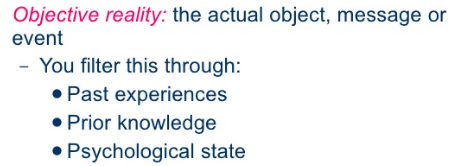 Objective reality: the actual object, message or
event
– You filter this through:
• Past experiences
• Prior knowledge
• Psychological state